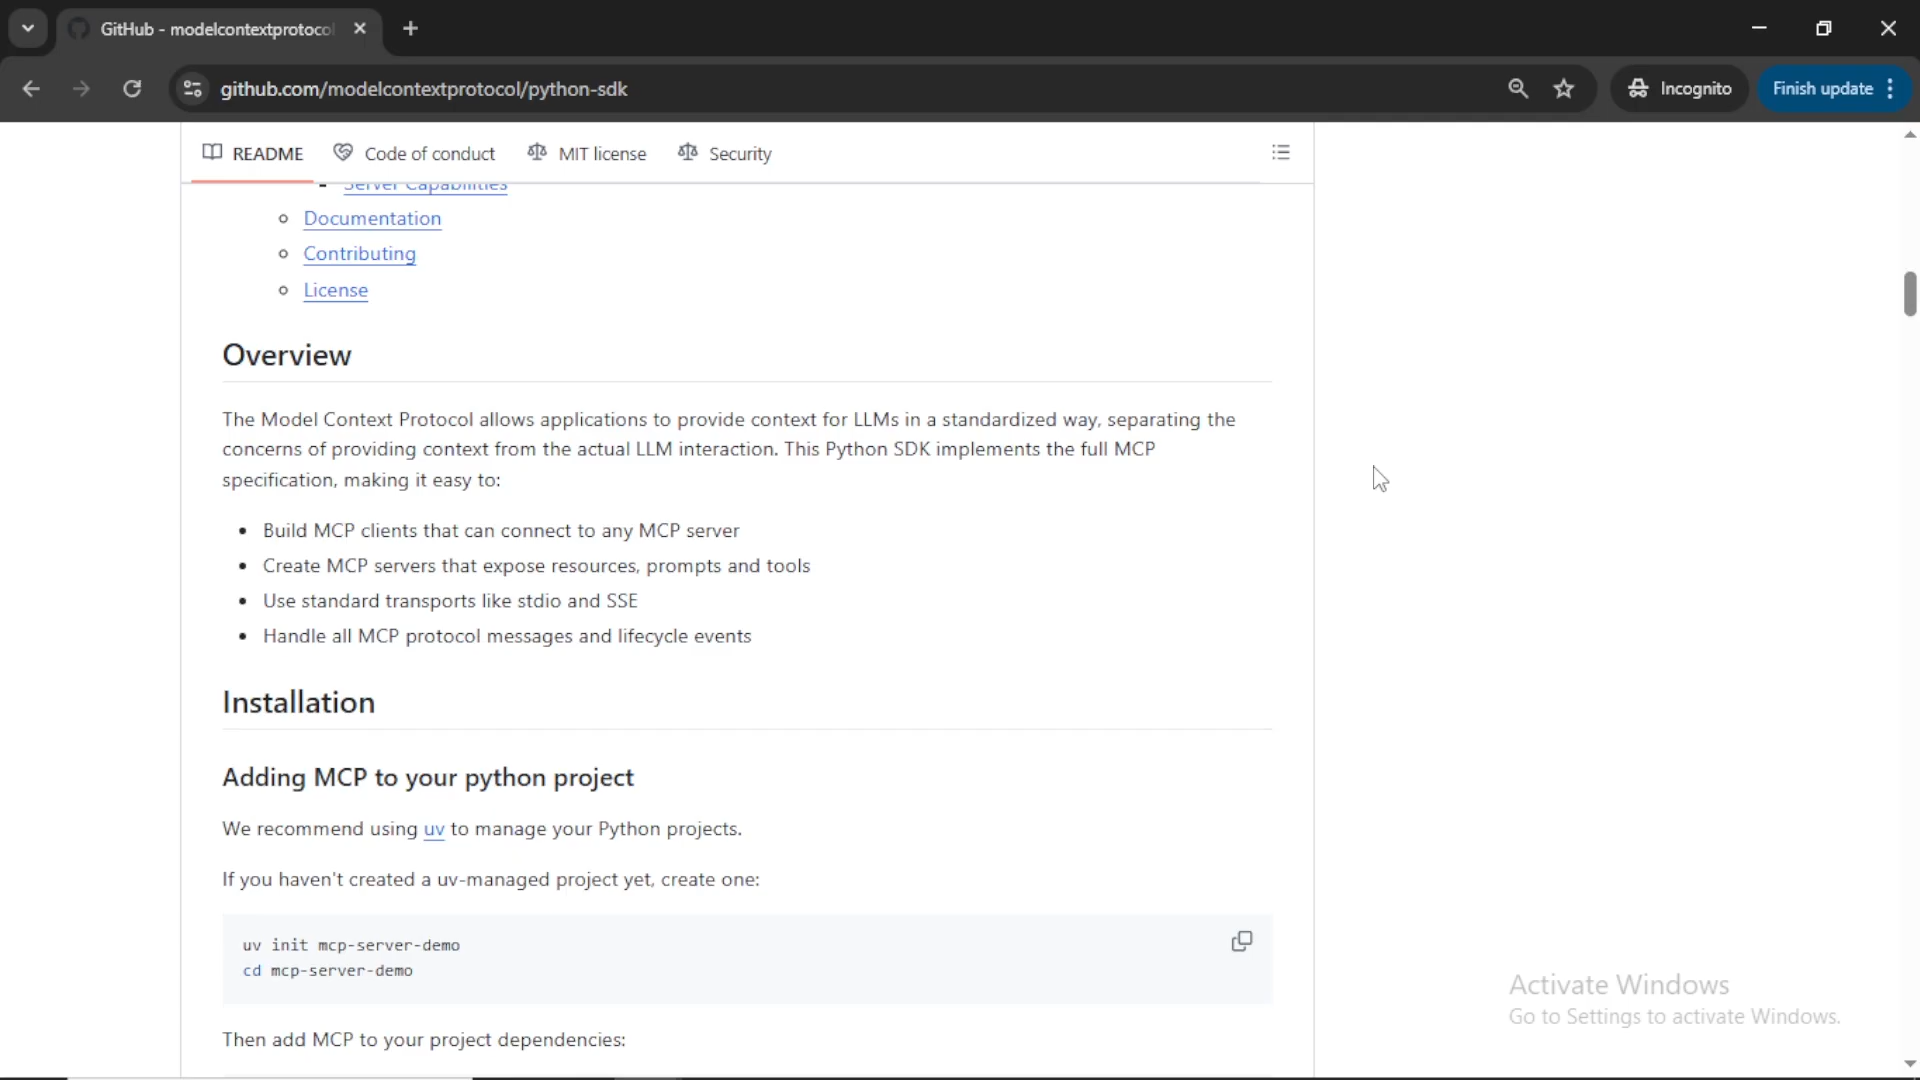 GitHub - modelcontextprotocol
github.com/modelcontextprotocol/python-sdk
Incognito
Finish update
README
Code of conduct
MIT license
Security
Server Capabilities
Documentation
Contributing
License
Overview
The Model Context Protocol allows applications to provide context for LLMs in a standardized way, separating the
concerns of providing context from the actual LLM interaction. This Python SDK implements the full MCP
specification, making it easy to:
Build MCP clients that can connect to any MCP server
Create MCP servers that expose resources, prompts and tools
Use standard transports like stdio and SSE
Handle all MCP protocol messages and lifecycle events
Installation
Adding MCP to your python project
We recommend using uv to manage your Python projects.
If you haven't created a uv-managed project yet, create one:
uv init mcp-server-demo
cd mcp-server-demo
Then add MCP to your project dependencies:
Activate Windows
Go to Settings to activate Windows.